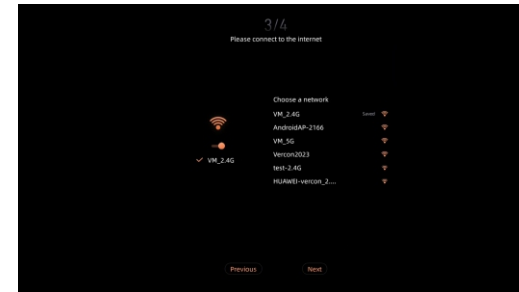 3/4
Please connect to the internet
Choose a network
VM_2.4G Saved
AndroidAP-2166
VM_5G
Vercon2023
test-2.4G
HUAWEI-vercon_2....
VM_2.4G
Previous Next